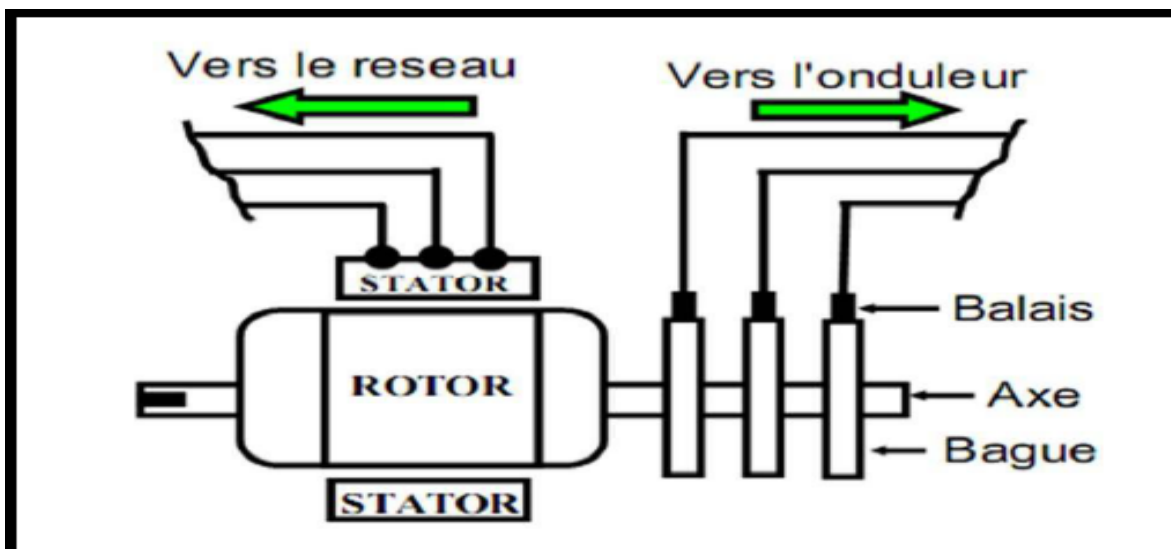 Vers le reseau
Vers l'onduleur
STATOR
Balais
ROTOR
Axe
Bague
STATOR